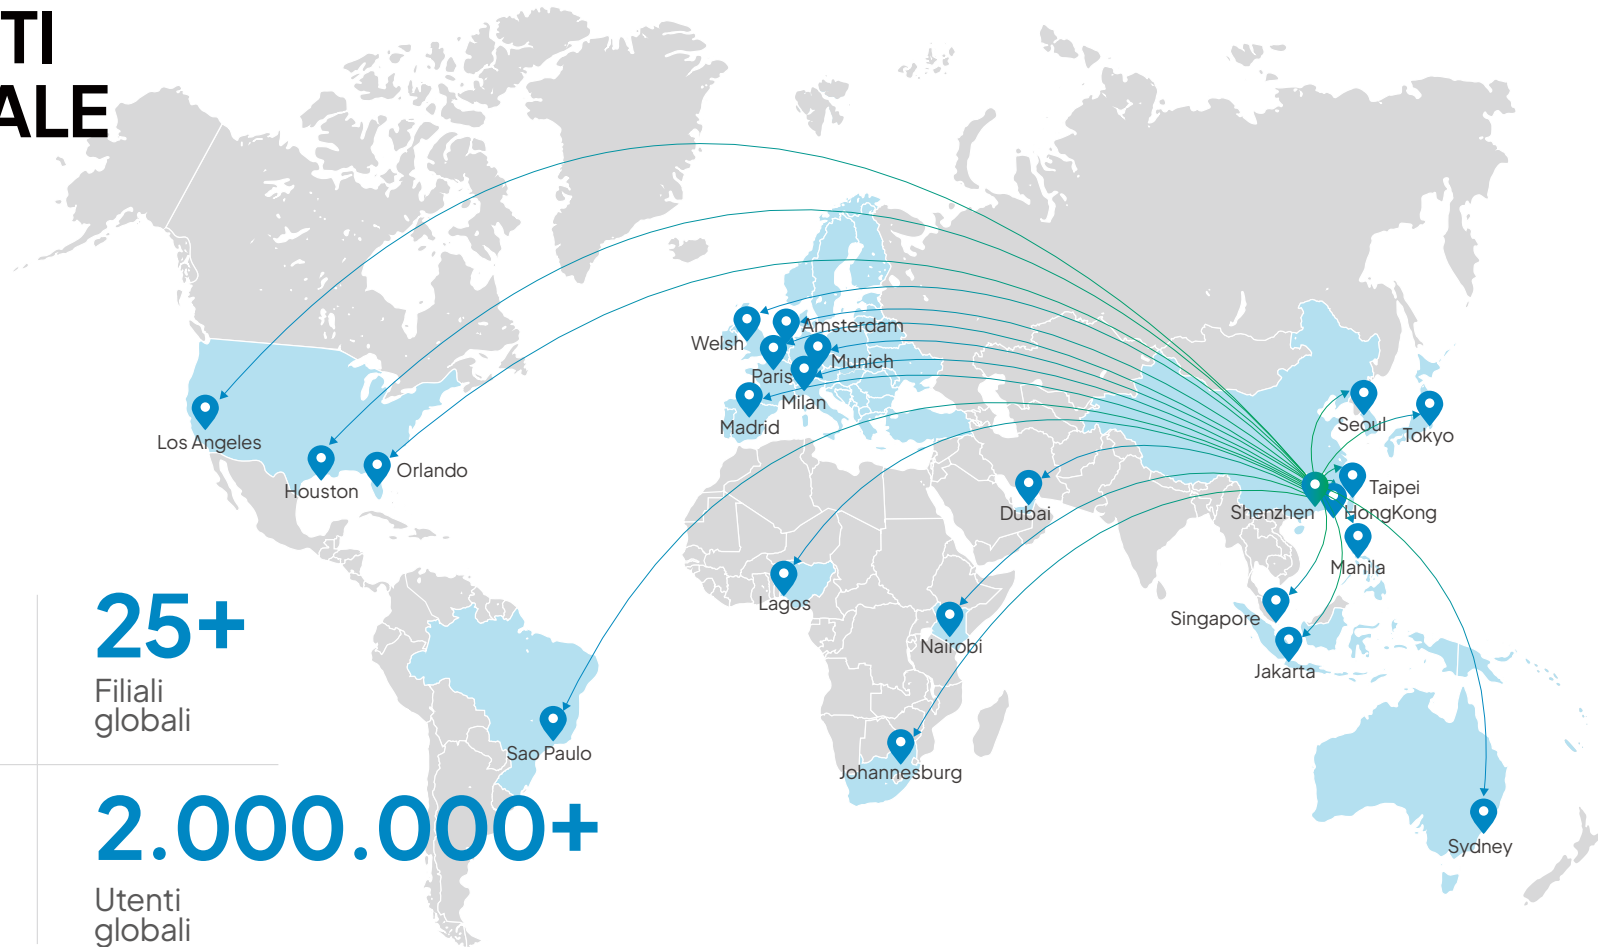 TI
ALE
Welsh
Amsterdam
Paris
Munich
Milan
Madrid
Los Angeles
Houston
Orlando
Seoul
Tokyo
Dubai
Shenzhen
Taipei
HongKong
Manila
Lagos
Nairobi
Singapore
Jakarta
Sao Paulo
Johannesburg
Sydney
25+
Filiali
globali
2.000.000+
Utenti
globali